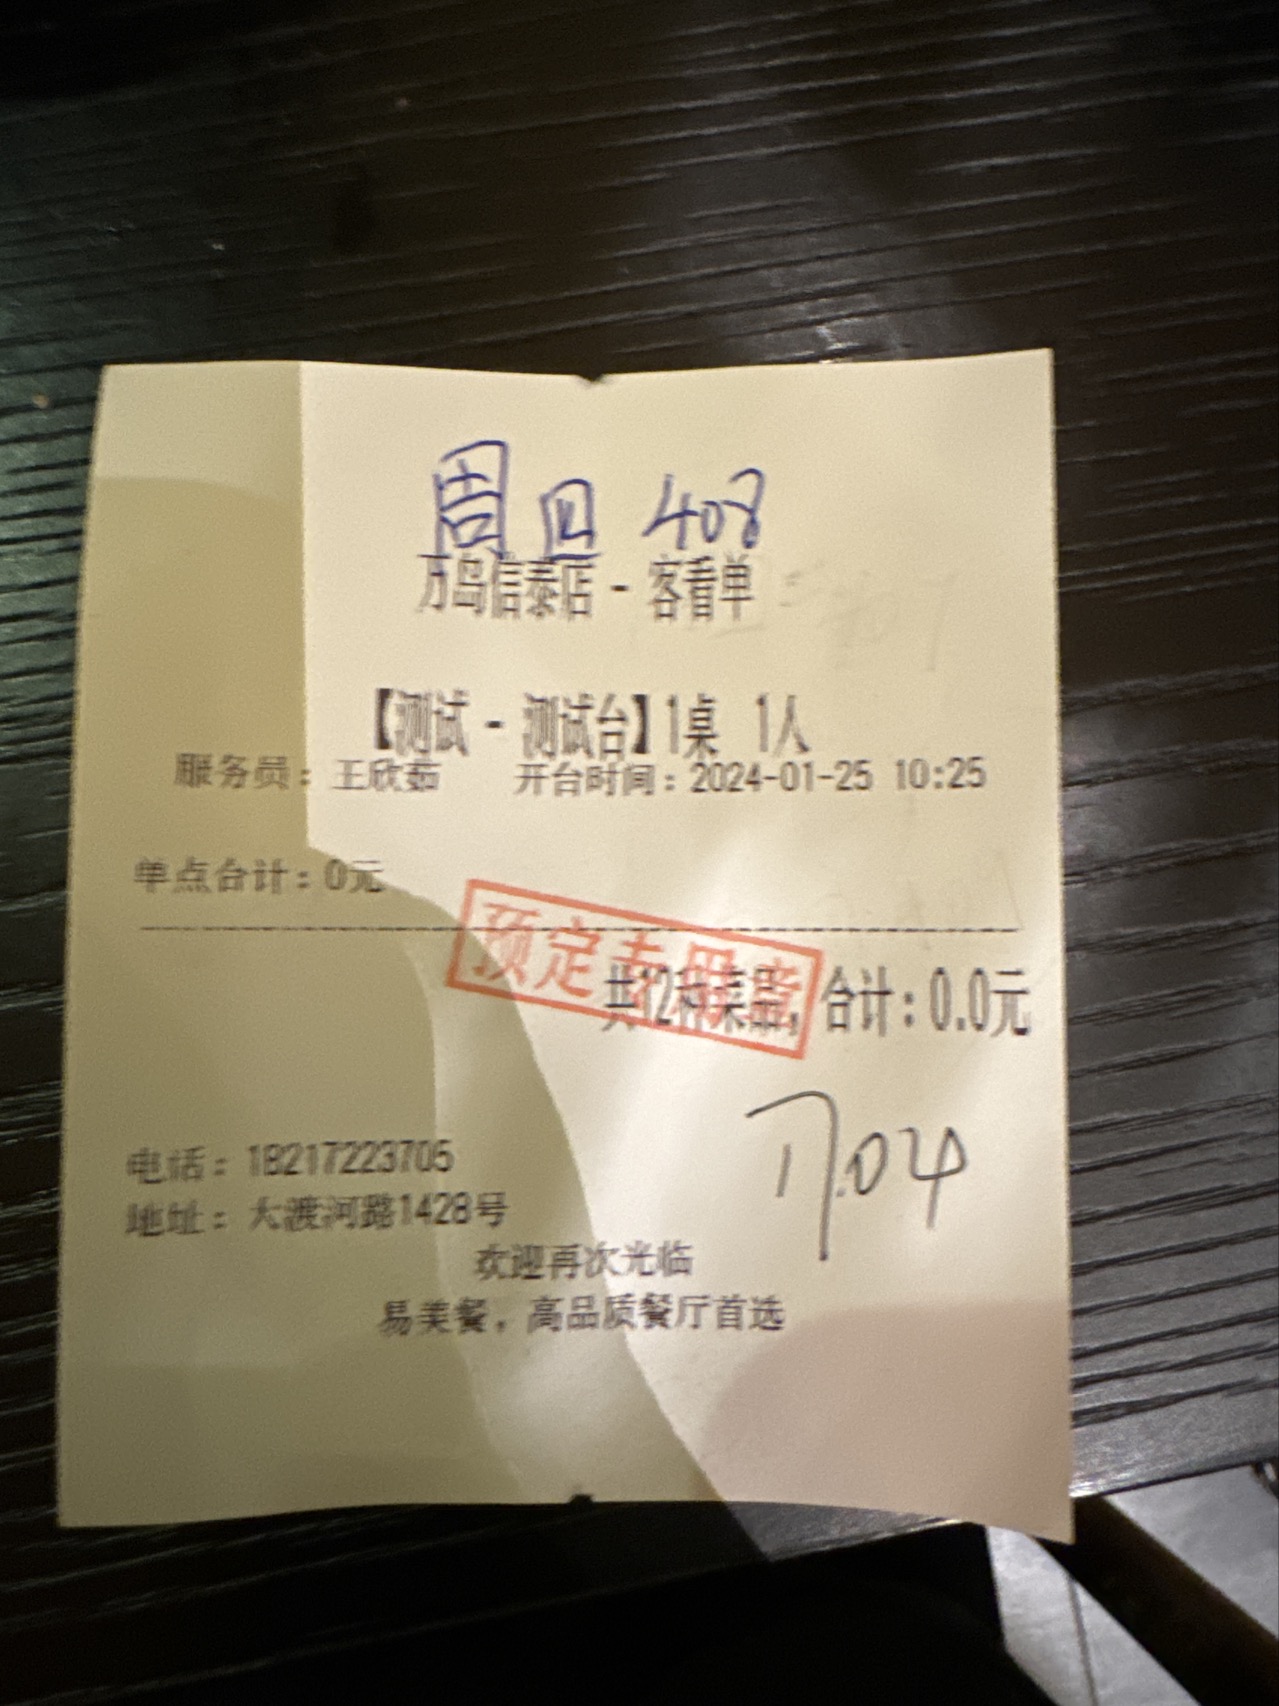 周四 408
万岛信泰店 - 客看单
【测试 - 测试台】1桌 1人
服务员：王欣茹 开台时间：2024-01-25 10:25
单点合计：0元
预定专用章
共12种菜品，合计：0.0元
17.04
电话：18217223705
地址：大渡河路1428号
欢迎再次光临
易美餐，高品质餐厅首选